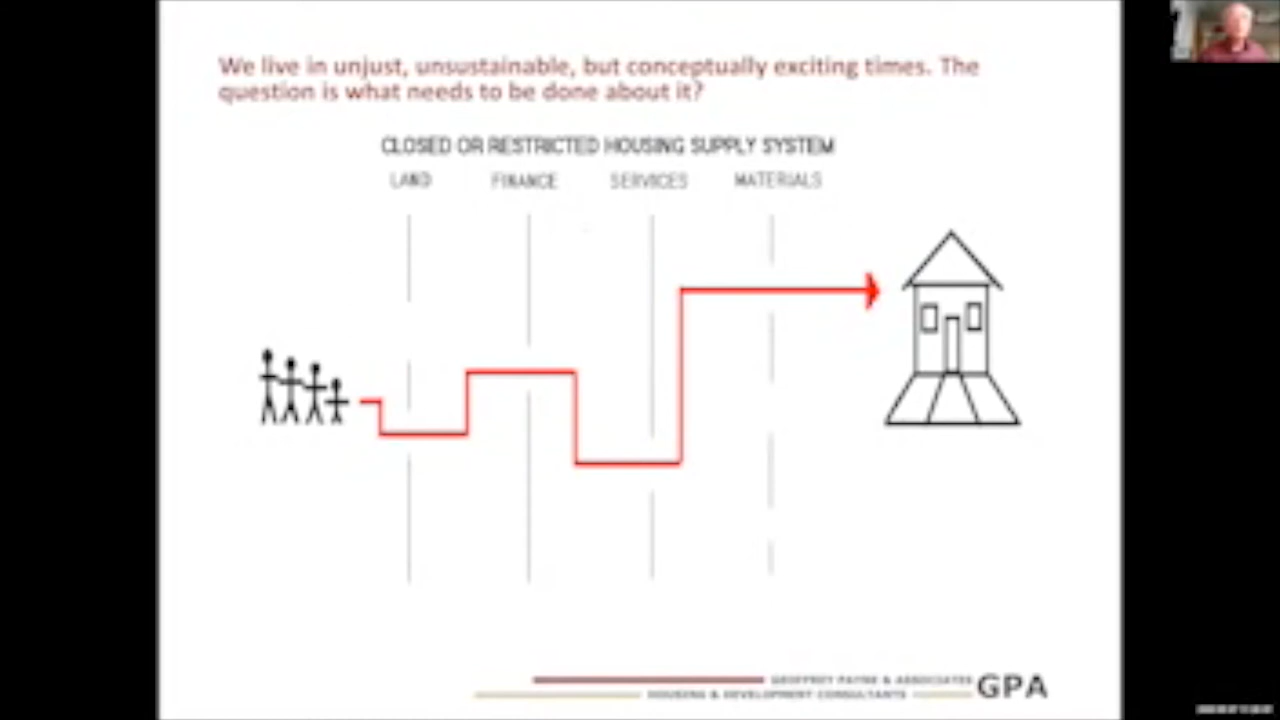 We live in unjust, unsustainable, but conceptually exciting times. The
question is what needs to be done about it?
CLOSED OR RESTRICTED HOUSING SUPPLY SYSTEM
LAND FINANCE SERVICES MATERIALS
GEOFFREY PAYNE & ASSOCIATES
HOUSING & DEVELOPMENT CONSULTANTS
GPA